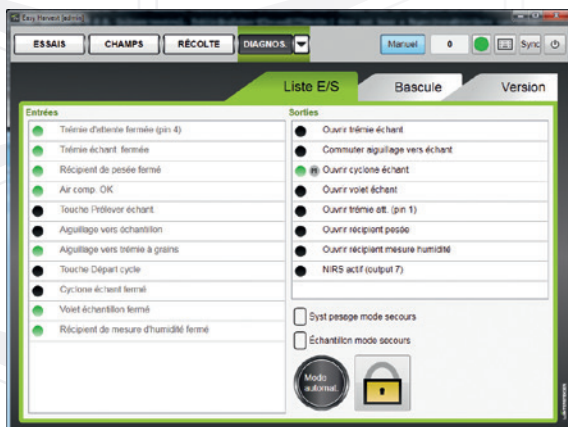 Easy Harvest [admin]
ESSAIS CHAMPS RÉCOLTE DIAGNOS. Manuel 0 Sync
Liste E/S Bascule Version
Entrées
Trémie d'attente fermée (pin 4)
Trémie échant. fermée
Récipient de pesée fermé
Air comp. OK
Touche Prélever échant.
Aiguillage vers échantillon
Aiguillage vers trémie à grains
Touche Départ cycle
Cyclone échant fermé
Volet échantillon fermé
Récipient de mesure d'humidité fermé
Sorties
Ouvrir trémie échant
Commuter aiguillage vers échant
M Ouvrir cyclone échant
Ouvrir volet échant
Ouvrir trémie att. (pin 1)
Ouvrir récipient pesée
Ouvrir récipient mesure humidité
NIRS actif (output 7)
Syst pesage mode secours
Échantillon mode secours
Mode
automat.